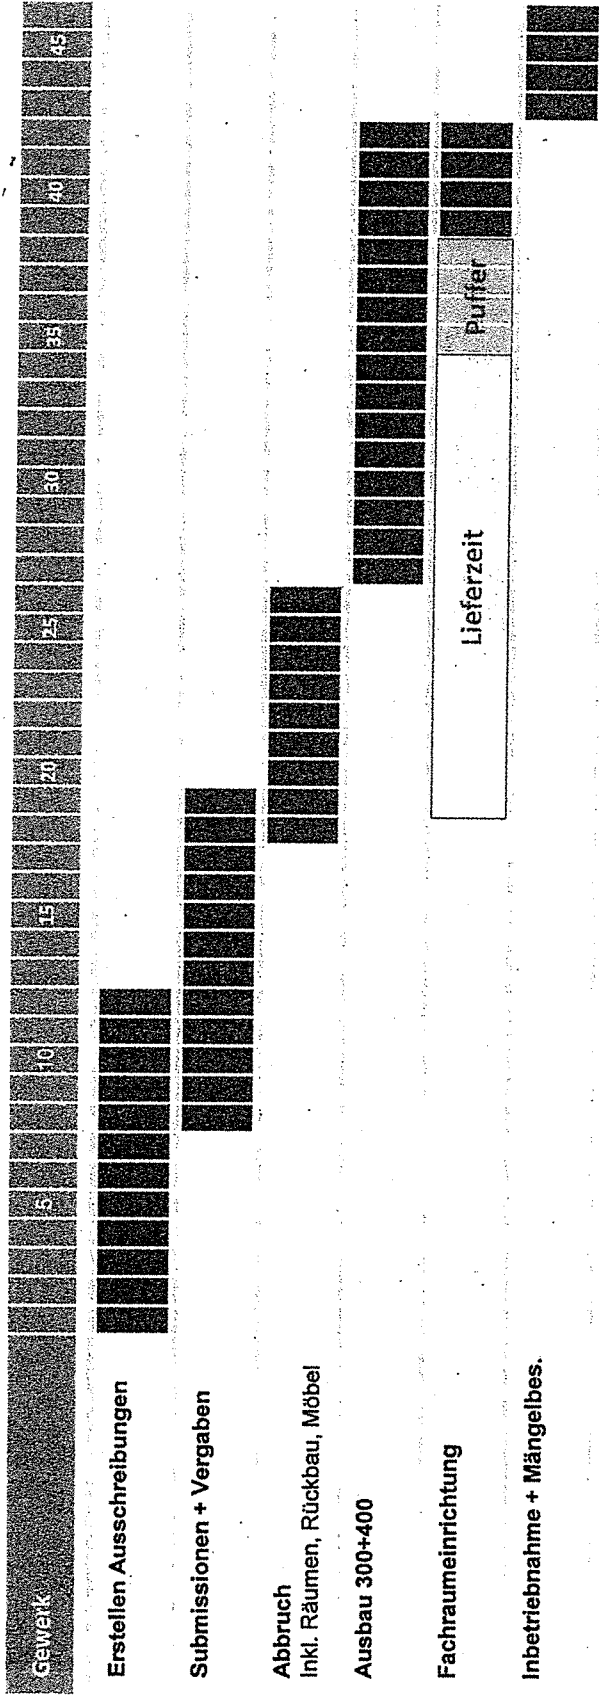 Gewerk
5
10
15
20
25
30
35
40
45
Erstellen Ausschreibungen
Submissionen + Vergaben
Abbruch
Inkl. Räumen, Rückbau, Möbel
Ausbau 300+400
Fachraumeinrichtung
Lieferzeit
Puffer
Inbetriebnahme + Mängelbes.